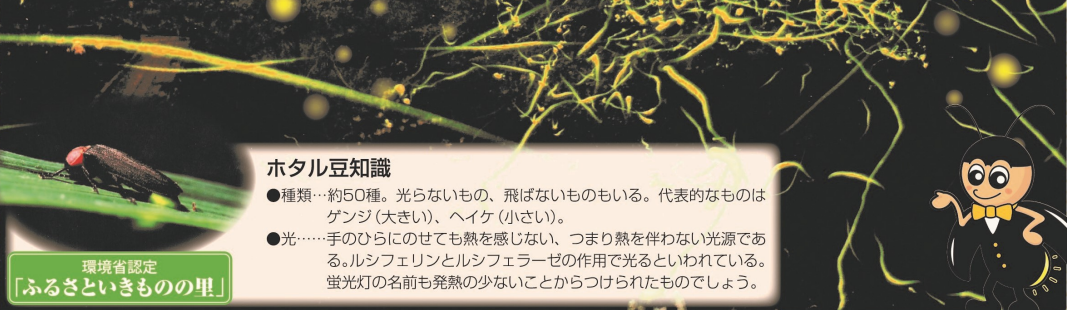 ホタル豆知識
●種類…約50種。光らないもの、飛ばないものもいる。代表的なものは
ゲンジ（大きい）、ヘイケ（小さい）。
●光……手のひらにのせても熱を感じない、つまり熱を伴わない光源であ
る。ルシフェリンとルシフェラーゼの作用で光るといわれている。
蛍光灯の名前も発熱の少ないことからつけられたものでしょう。
環境省認定
「ふるさといきものの里」